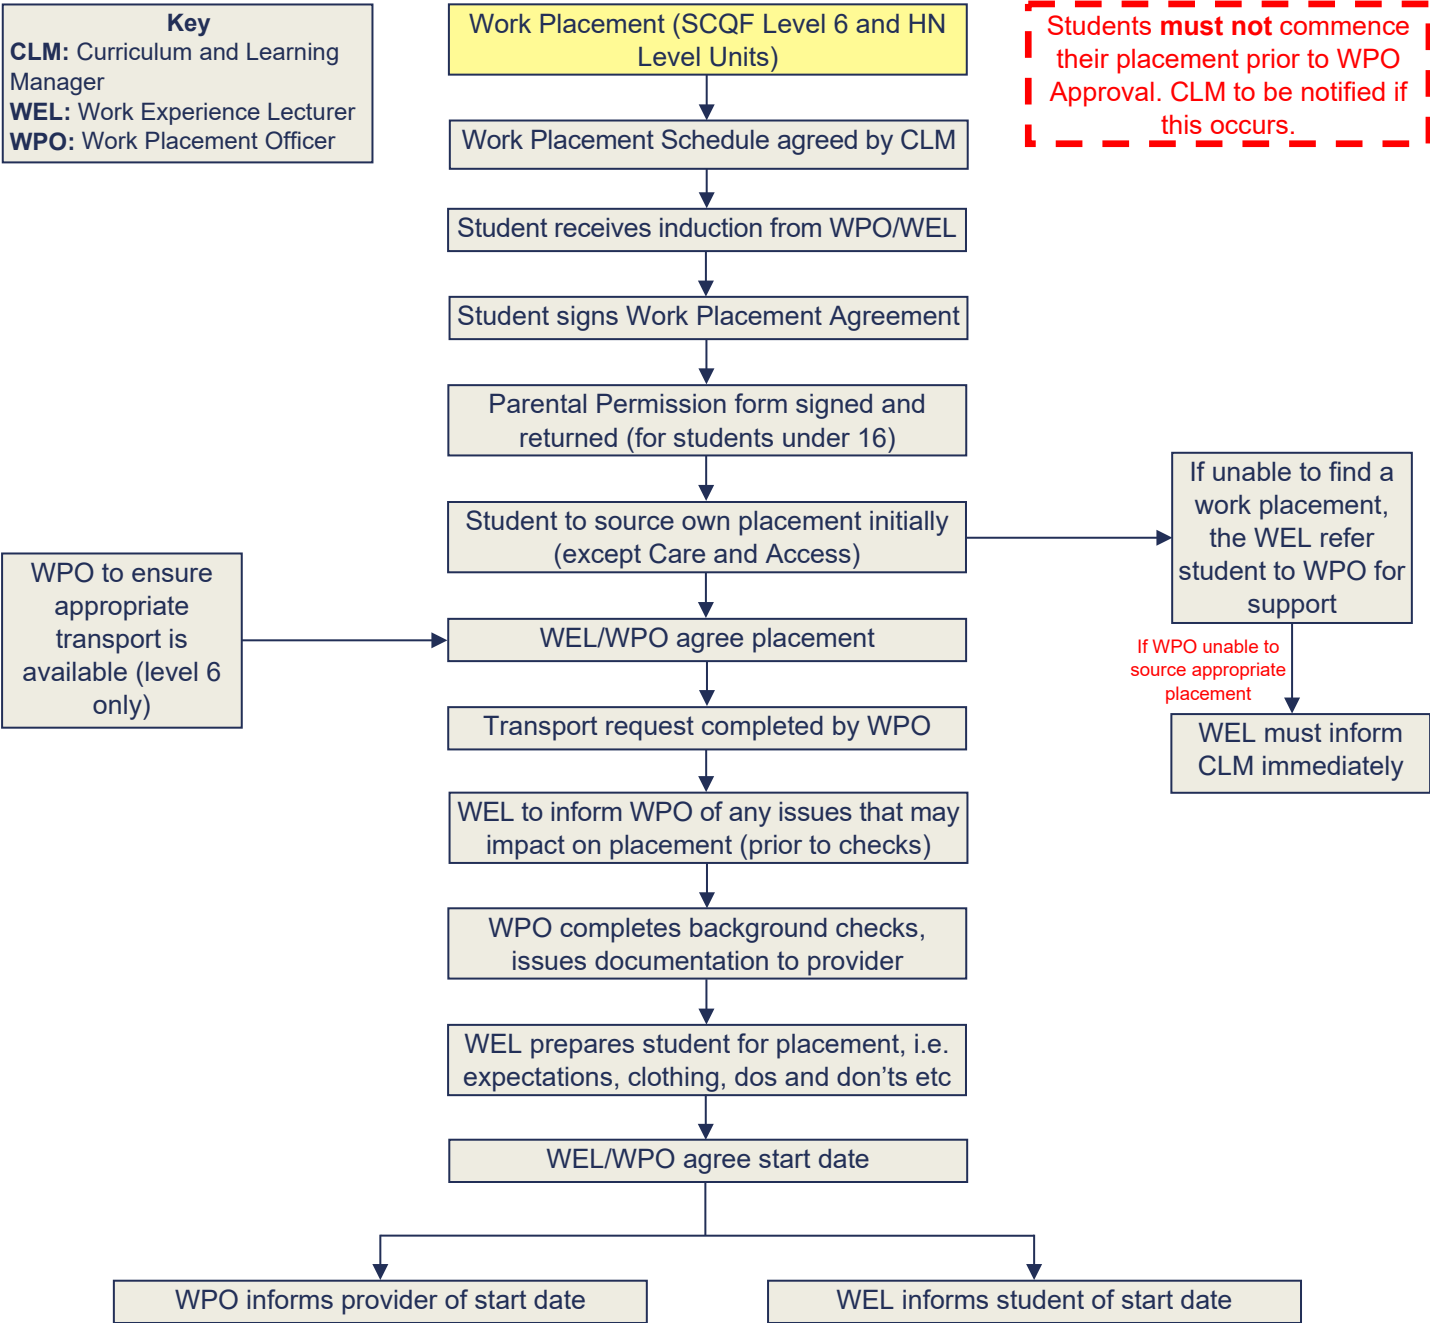 Key
CLM: Curriculum and Learning
Manager
WEL: Work Experience Lecturer
WPO: Work Placement Officer
Work Placement (SCQF Level 6 and HN
Level Units)
Students must not commence
their placement prior to WPO
Approval. CLM to be notified if
this occurs.
Work Placement Schedule agreed by CLM
Student receives induction from WPO/WEL
Student signs Work Placement Agreement
Parental Permission form signed and
returned (for students under 16)
Student to source own placement initially
(except Care and Access)
If unable to find a
work placement,
the WEL refer
student to WPO for
support
If WPO unable to
source appropriate
placement
WEL must inform
CLM immediately
WPO to ensure
appropriate
transport is
available (level 6
only)
WEL/WPO agree placement
Transport request completed by WPO
WEL to inform WPO of any issues that may
impact on placement (prior to checks)
WPO completes background checks,
issues documentation to provider
WEL prepares student for placement, i.e.
expectations, clothing, dos and don'ts etc
WEL/WPO agree start date
WPO informs provider of start date
WEL informs student of start date